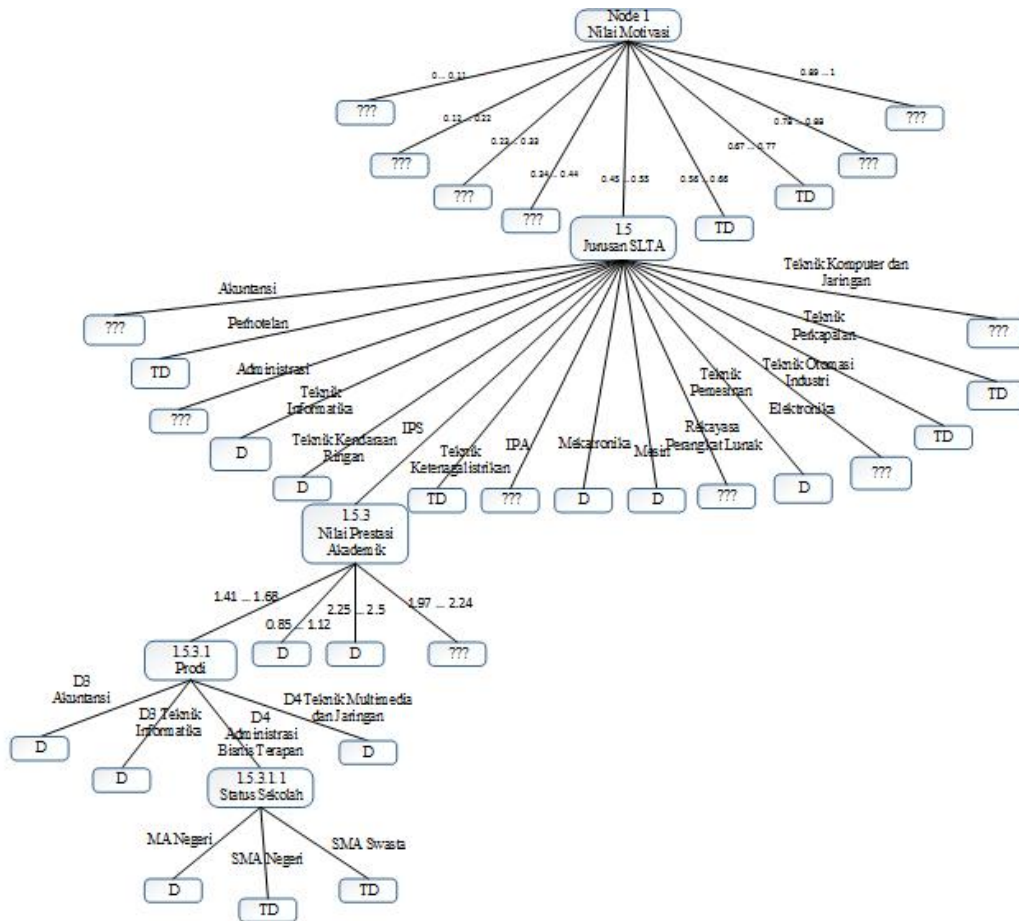 Node 1
Nilai Motivasi
0 ... 0.11
0.89 ... 1
???
???
0.12 ... 0.22
0.78 ... 0.88
0.23 ... 0.33
0.67 ... 0.77
???
???
0.34 ... 0.44
0.45 ... 0.55
0.56 ... 0.66
???
TD
???
TD
1.5
Jurusan SLTA
Teknik Komputer dan
Jaringan
Akuntansi
???
Perhotelan
Teknik
Perkapalan
???
TD
Administrasi
Teknik Otomasi
Industri
TD
???
Teknik
Informatika
Teknik
Pemesinan
Elektronika
D
IPS
Rekayasa
Perangkat Lunak
TD
Teknik Kendaraan
Ringan
Teknik
Ketenagalistrikan
IPA
Mekatronika
Mesin
???
D
TD
???
D
D
???
D
1.5.3
Nilai Prestasi
Akademik
1.41 ... 1.68
0.85 ... 1.12
2.25 ... 2.5
1.97 ... 2.24
1.5.3.1
Prodi
D
D
???
D3
Akuntansi
D3 Teknik
Informatika
D4
Administrasi
Bisnis Terapan
D4 Teknik Multimedia
dan Jaringan
D
D
D
1.5.3.1.1
Status Sekolah
MA Negeri
SMA Negeri
SMA Swasta
D
TD
TD